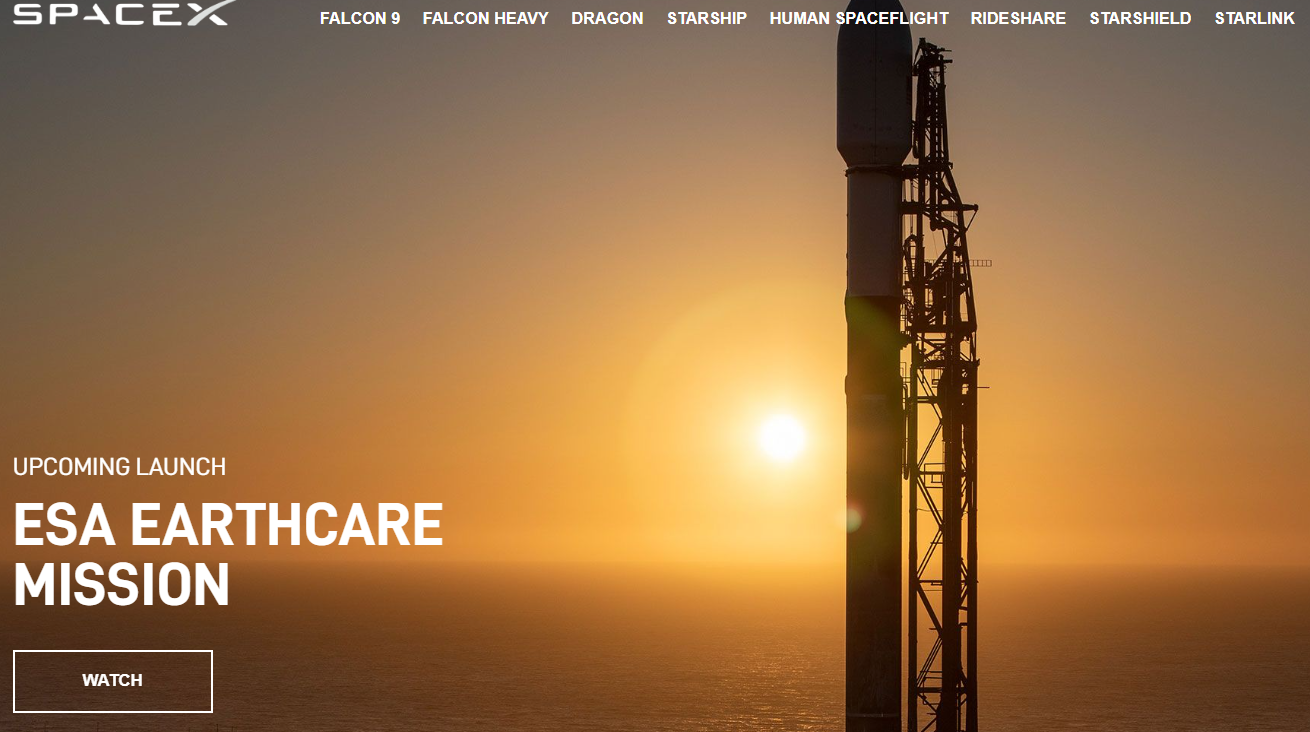 SPACEX
FALCON 9 FALCON HEAVY DRAGON STARSHIP HUMAN SPACEFLIGHT RIDESHARE STARSHIELD STARLINK
UPCOMING LAUNCH
ESA EARTHCARE
MISSION
WATCH